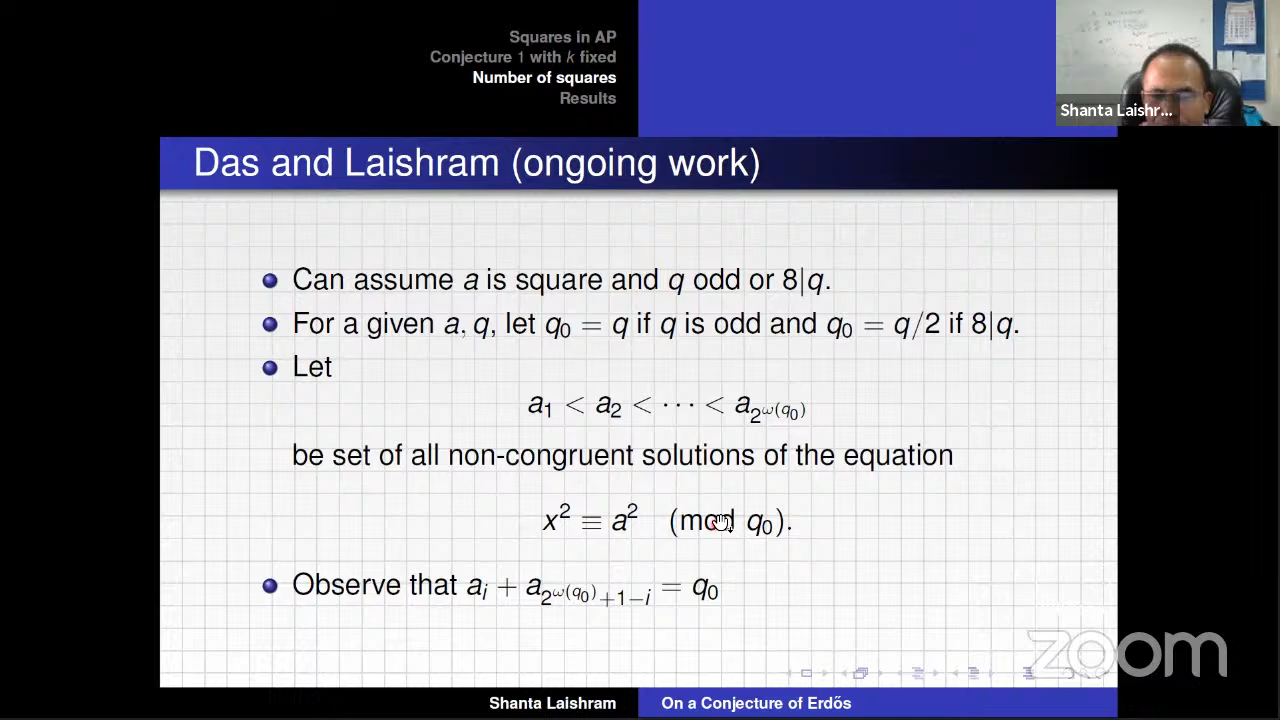 Squares in AP
Conjecture 1 with k fixed
Number of squares
Results
Shanta Laishr...
Das and Laishram (ongoing work)
Can assume a is square and q odd or 8|q.
For a given a, q, let q₀ = q if q is odd and q₀ = q/2 if 8|q.
Let
a₁ < a₂ < ⋯ < a_{2^{ω(q₀)}}
be set of all non-congruent solutions of the equation
x² ≡ a² (mod q₀).
Observe that a_i + a_{2^{ω(q₀)}+1−i} = q₀
zoom
Shanta Laishram
On a Conjecture of Erdős